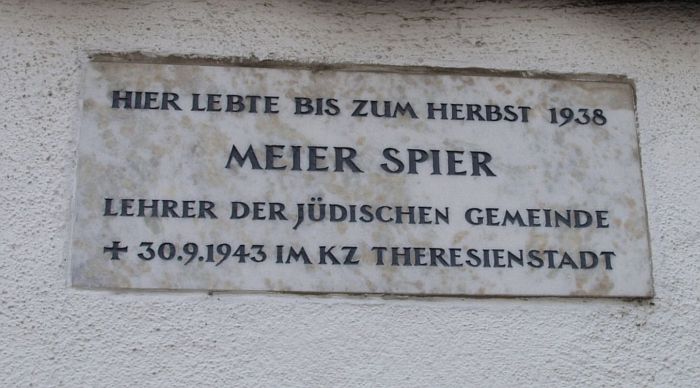 HIER LEBTE BIS ZUM HERBST 1938
MEIER SPIER
LEHRER DER JÜDISCHEN GEMEINDE
✝ 30.9.1943 IM KZ THERESIENSTADT